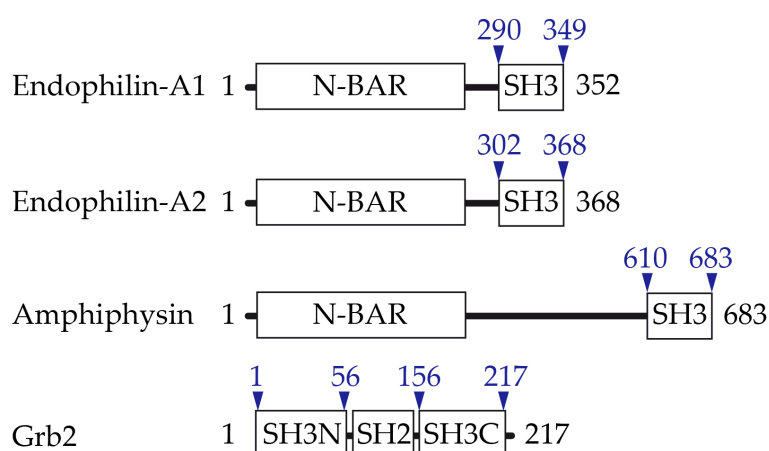 290 349
Endophilin-A1 1 N-BAR SH3 352
302 368
Endophilin-A2 1 N-BAR SH3 368
610 683
Amphiphysin 1 N-BAR SH3 683
1 56 156 217
Grb2 1 SH3N SH2 SH3C 217